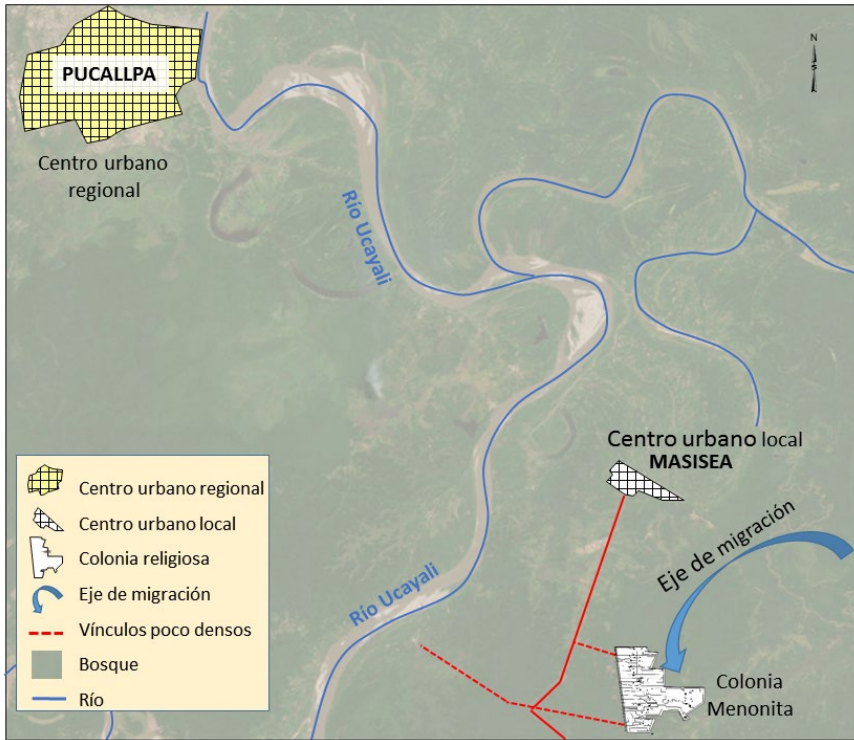 PUCALLPA
Centro urbano
regional
N
S
Río Ucayali
Centro urbano local
MASISEA
Eje de migración
Río Ucayali
Colonia
Menonita
Centro urbano regional
Centro urbano local
Colonia religiosa
Eje de migración
Vínculos poco densos
Bosque
Río